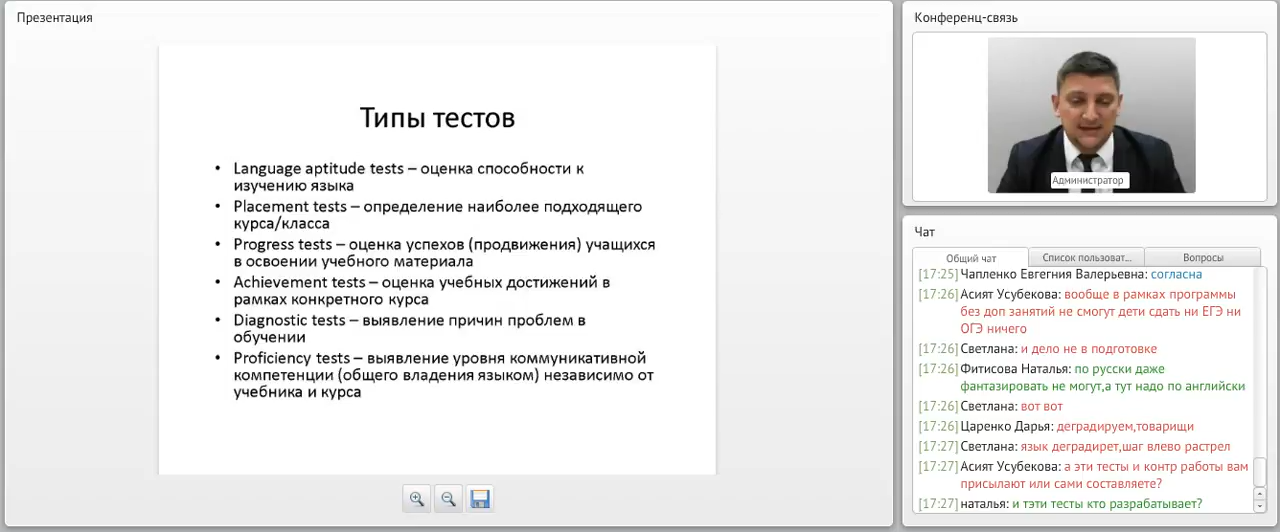 Презентация
Типы тестов
• Language aptitude tests – оценка способности к
изучению языка
• Placement tests – определение наиболее подходящего
курса/класса
• Progress tests – оценка успехов (продвижения) учащихся
в освоении учебного материала
• Achievement tests – оценка учебных достижений в
рамках конкретного курса
• Diagnostic tests – выявление причин проблем в
обучении
• Proficiency tests – выявление уровня коммуникативной
компетенции (общего владения языком) независимо от
учебника и курса
Конференц-связь
Администратор
Чат
Общий чат
Список пользоват...
Вопросы
[17:25] Чапленко Евгегния Валерьевна: согласна
[17:26] Асият Усубекова: вообще в рамках программы
без доп занятий не смогут дети сдать ни ЕГЭ ни
ОГЭ ничего
[17:26] Светлана: и дело не в подготовке
[17:26] Фитисова Наталья: по русски даже
фантазировать не могут,а тут надо по английски
[17:26] Светлана: вот вот
[17:26] Царенко Дарья: деградируем,товарищи
[17:27] Светлана: язык деградирет,шаг влево растрел
[17:27] Асият Усубекова: а эти тесты и контр работы вам
присылают или сами составляете?
[17:27] наталья: и тэти тесты кто разрабатывает?